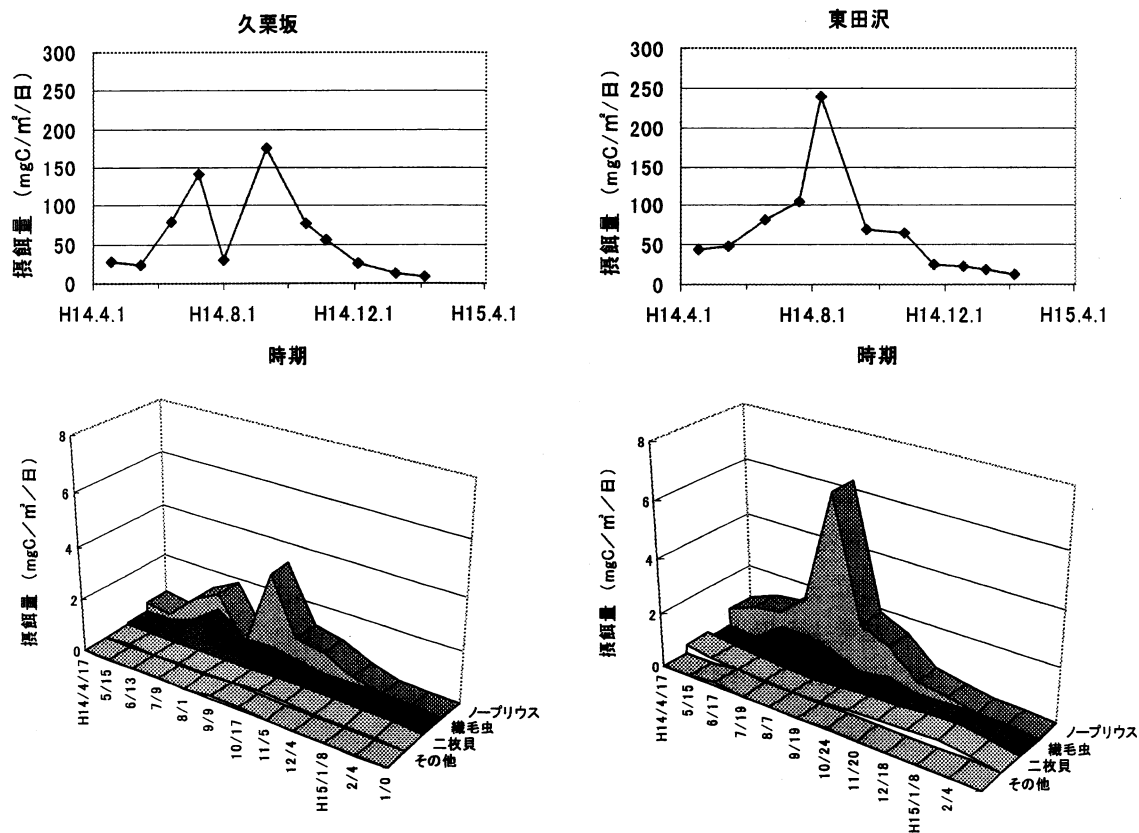 久栗坂
300
250
200
150
100
50
0
摂餌量 (mgC/㎡/日)
H14.4.1 H14.8.1 H14.12.1 H15.4.1
時期
東田沢
300
250
200
150
100
50
0
摂餌量 (mgC/㎡/日)
H14.4.1 H14.8.1 H14.12.1 H15.4.1
時期
8
6
4
2
0
摂餌量 (mgC/㎡/日)
H14/4/17
5/15
6/13
7/9
8/1
9/9
10/17
11/5
12/4
H15/1/8
2/4
1/0
ノープリウス
繊毛虫
二枚貝
その他
8
6
4
2
0
摂餌量 (mgC/㎡/日)
H14/4/17
5/15
6/17
7/19
8/7
9/19
10/24
11/20
12/18
H15/1/8
2/4
ノープリウス
繊毛虫
二枚貝
その他